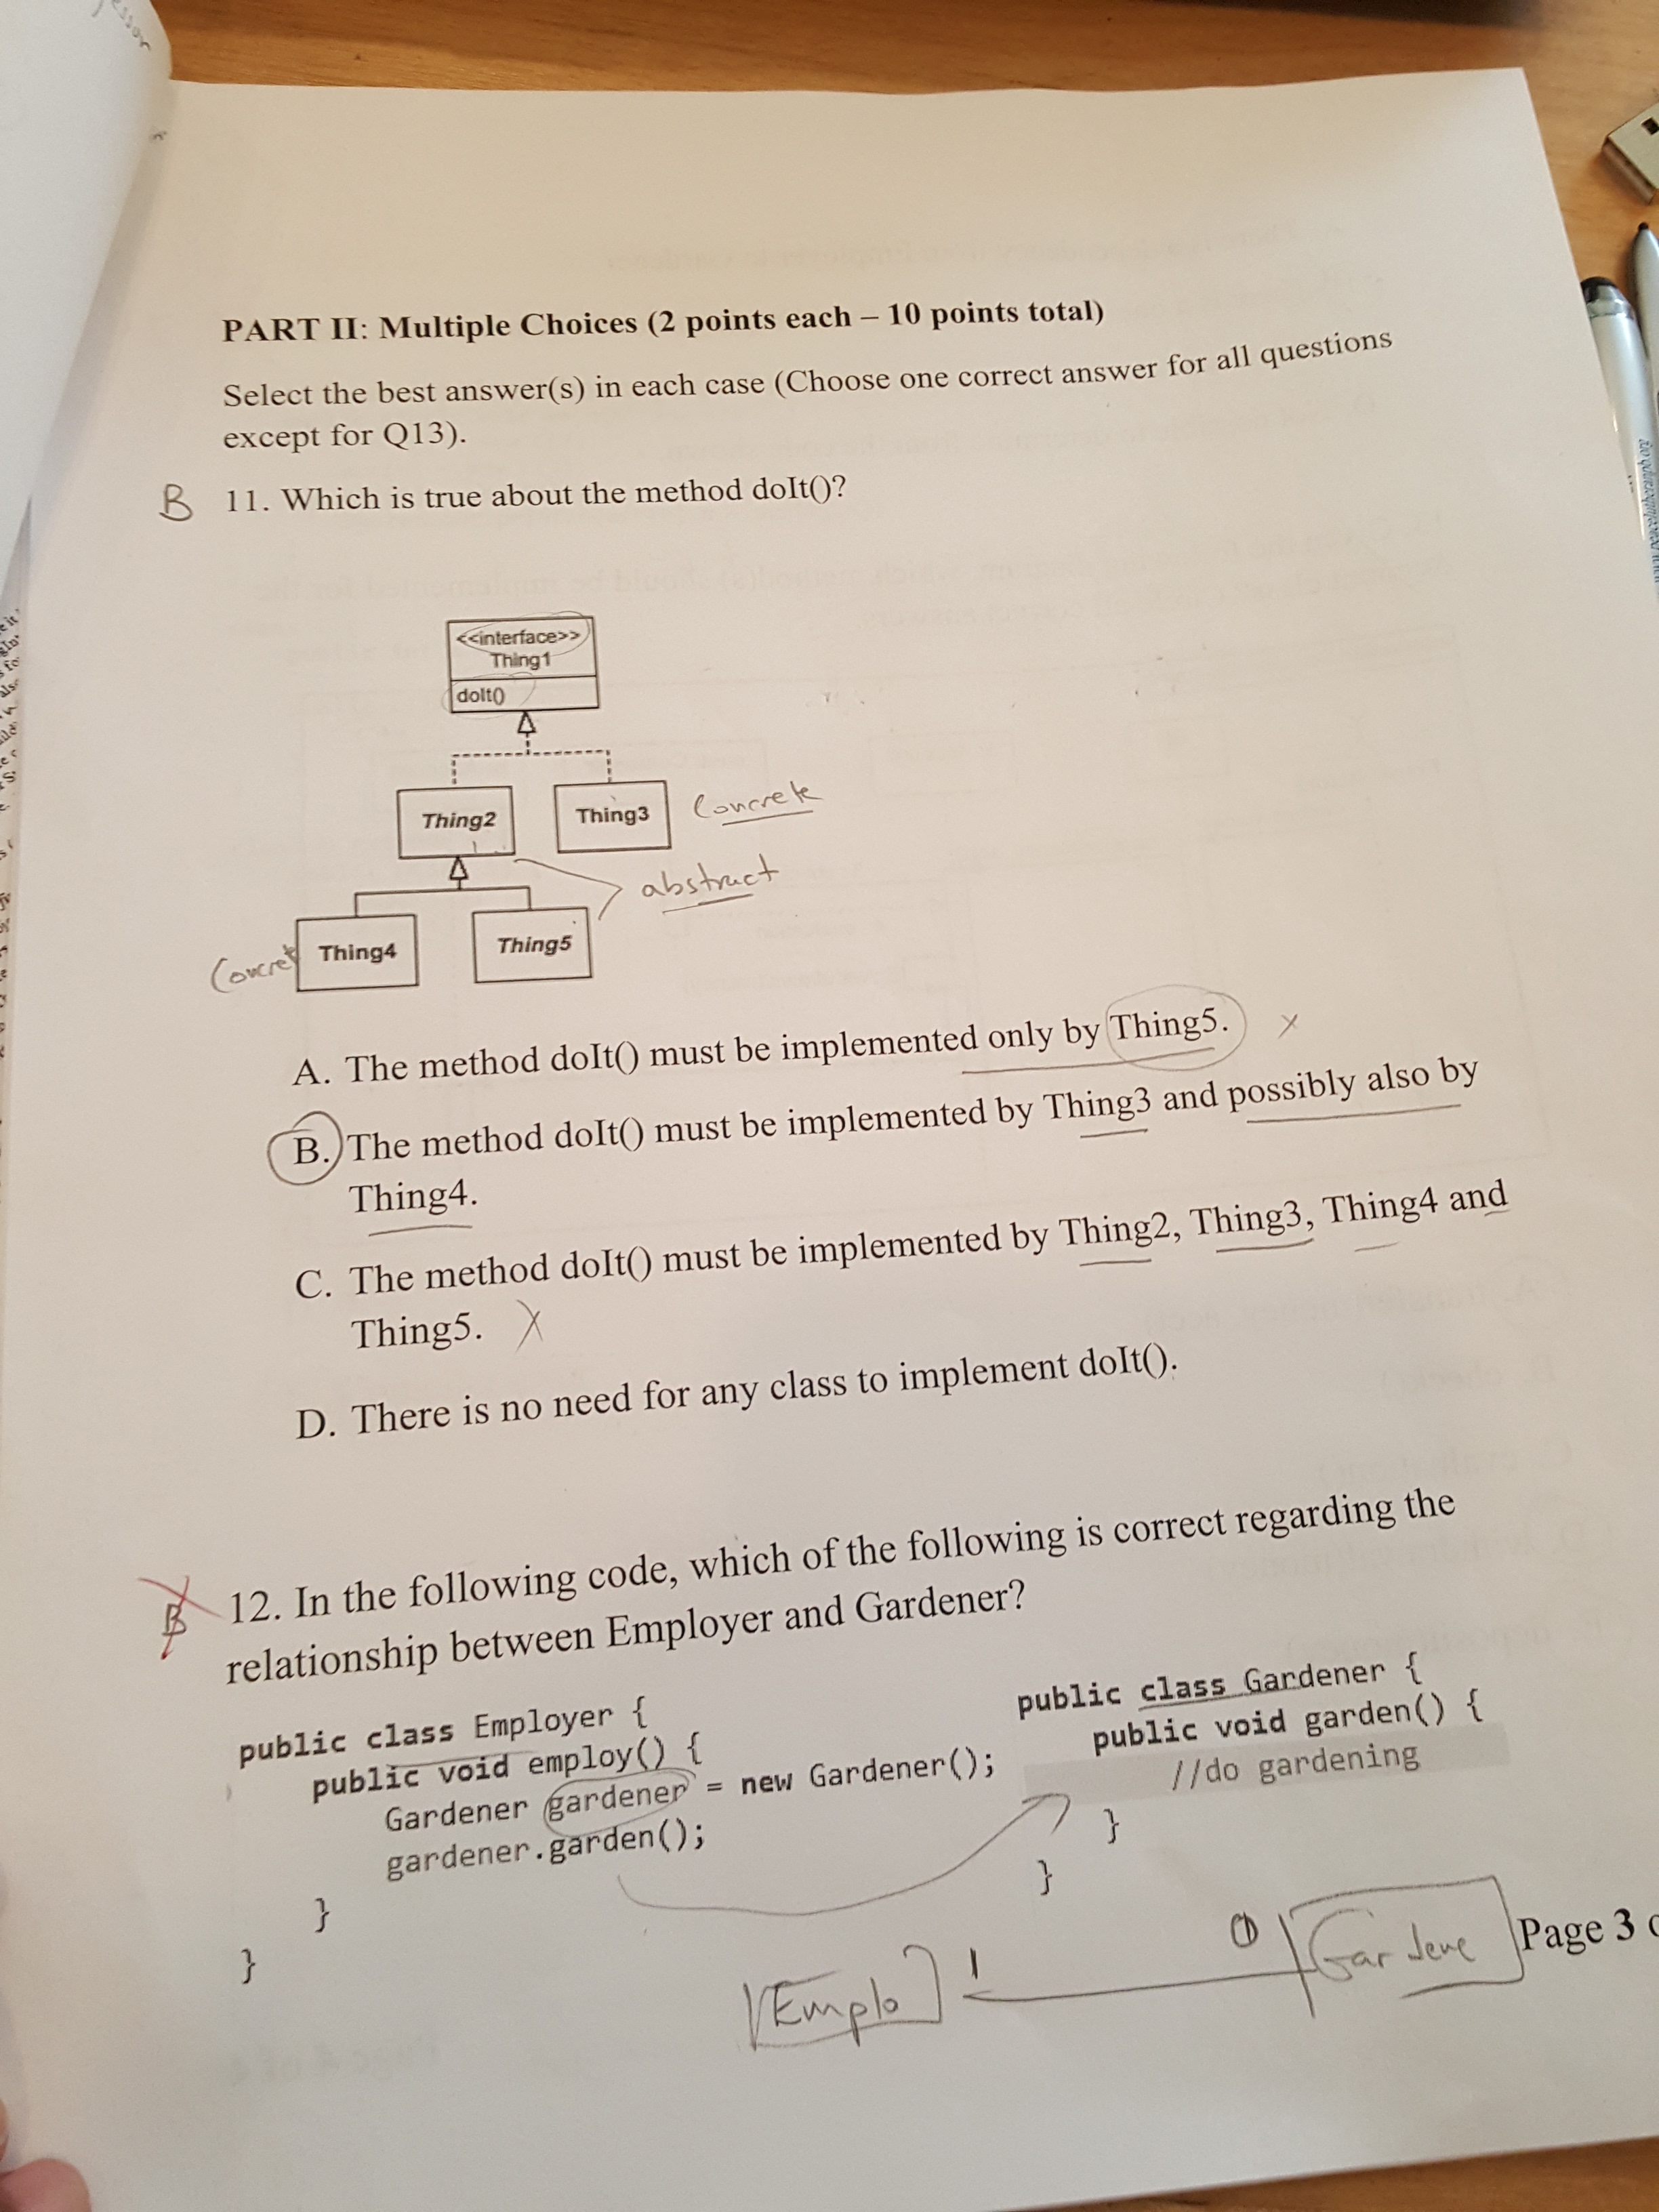 PART II: Multiple Choices (2 points each – 10 points total)
Select the best answer(s) in each case (Choose one correct answer for all questions
except for Q13).
B 11. Which is true about the method doIt()?
<<interface>>
Thing1
doIt()
Thing2 Thing3 Concrete
abstract
Concret Thing4 Thing5
A. The method doIt() must be implemented only by Thing5. X
B. The method doIt() must be implemented by Thing3 and possibly also by
Thing4.
C. The method doIt() must be implemented by Thing2, Thing3, Thing4 and
Thing5. X
D. There is no need for any class to implement doIt().
B 12. In the following code, which of the following is correct regarding the
relationship between Employer and Gardener?
public class Employer {
public void employ() {
Gardener gardener = new Gardener();
gardener.garden();
}
}
public class Gardener {
public void garden() {
//do gardening
}
}
Emplo 1 Gardene
Page 3